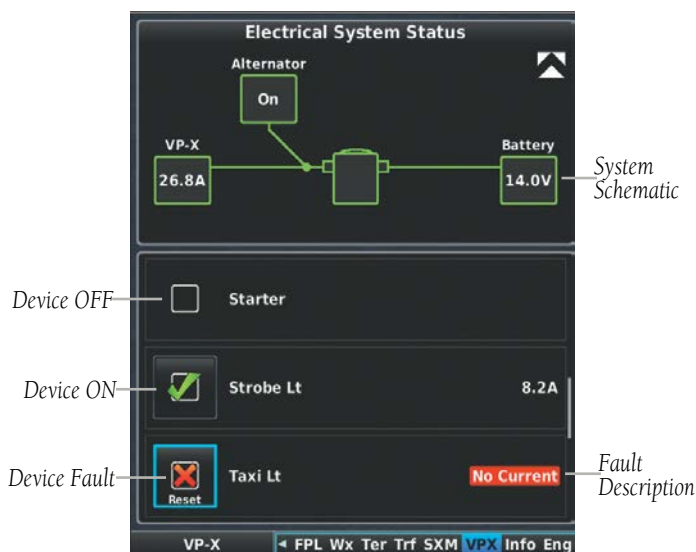 Electrical System Status
Alternator
On
VP-X
26.8A
Battery
14.0V
System
Schematic
Device OFF
Starter
Device ON
Strobe Lt
8.2A
Device Fault
Reset
Taxi Lt
No Current
Fault
Description
VP-X
FPL Wx Ter Trf SXM VPX Info Eng